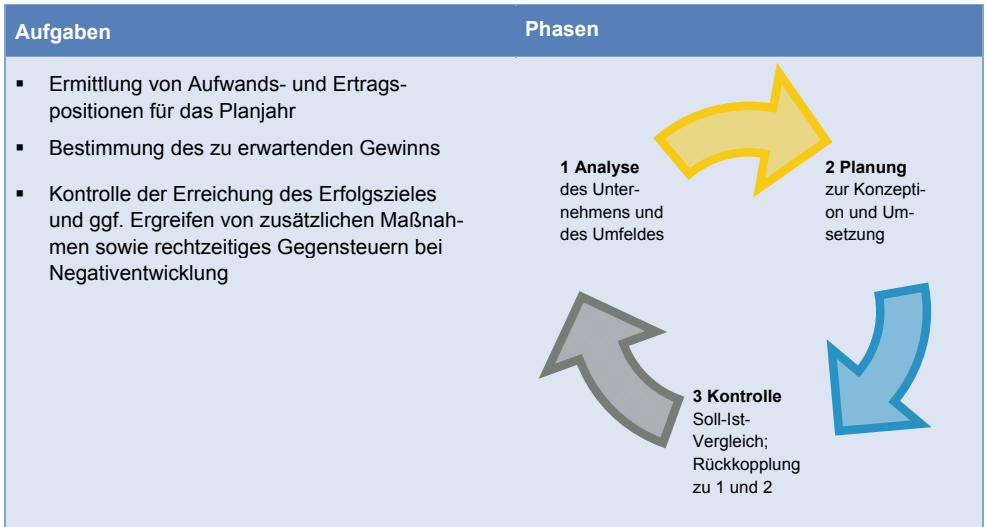 Aufgaben
Phasen
▪ Ermittlung von Aufwands- und Ertrags-
positionen für das Planjahr
▪ Bestimmung des zu erwartenden Gewinns
▪ Kontrolle der Erreichung des Erfolgszieles
und ggf. Ergreifen von zusätzlichen Maßnah-
men sowie rechtzeitiges Gegensteuern bei
Negativentwicklung
1 Analyse
des Unter-
nehmens und
des Umfeldes
2 Planung
zur Konzepti-
on und Um-
setzung
3 Kontrolle
Soll-Ist-
Vergleich;
Rückkopplung
zu 1 und 2